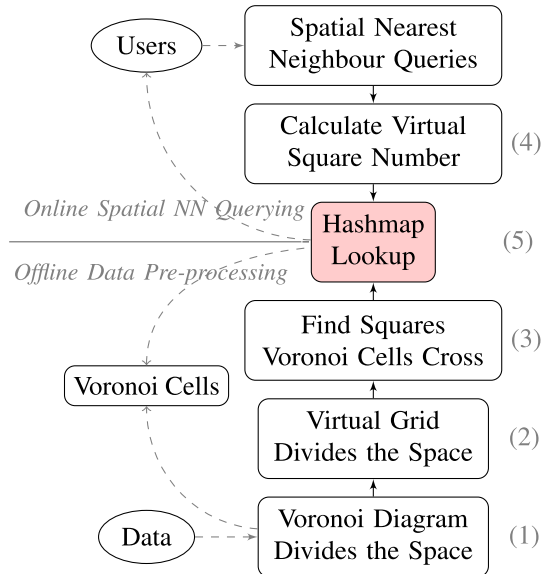 Users
Spatial Nearest
Neighbour Queries
Calculate Virtual
Square Number
(4)
Online Spatial NN Querying
Hashmap
Lookup
(5)
Offline Data Pre-processing
Find Squares
Voronoi Cells Cross
(3)
Voronoi Cells
Virtual Grid
Divides the Space
(2)
Data
Voronoi Diagram
Divides the Space
(1)